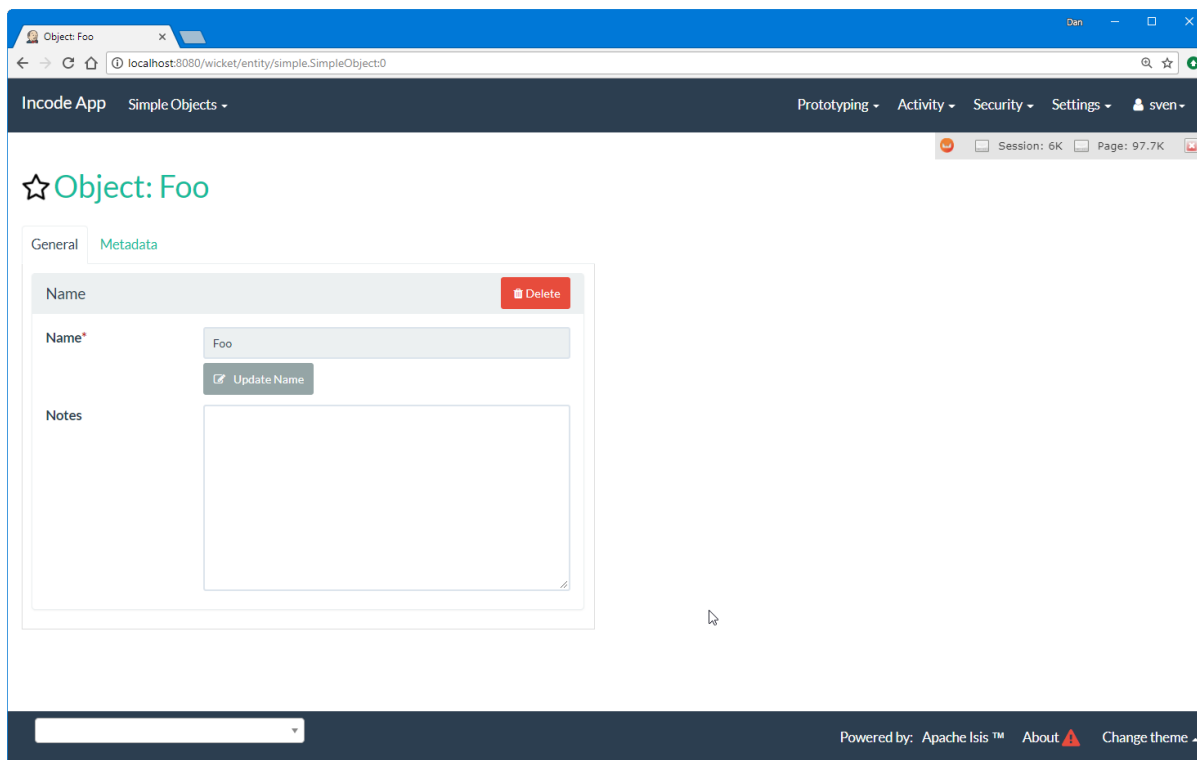 Dan
Object: Foo
localhost:8080/wicket/entity/simple.SimpleObject:0
Incode App Simple Objects Prototyping Activity Security Settings sven
Session: 6K Page: 97.7K
Object: Foo
General Metadata
Name Delete
Name* Foo
Update Name
Notes
Powered by: Apache Isis ™ About Change theme